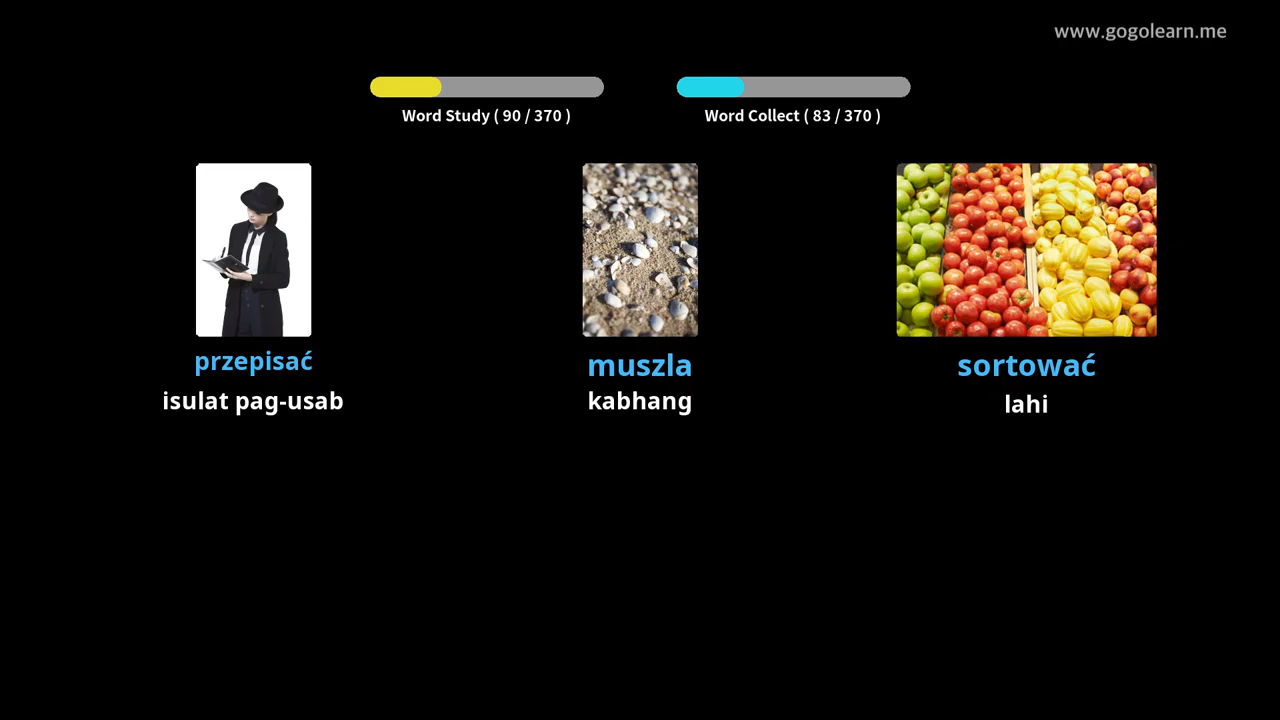 www.gogolearn.me
Word Study ( 90 / 370 )
Word Collect ( 83 / 370 )
przepisać
muszla
sortować
isulat pag-usab
kabhang
lahi